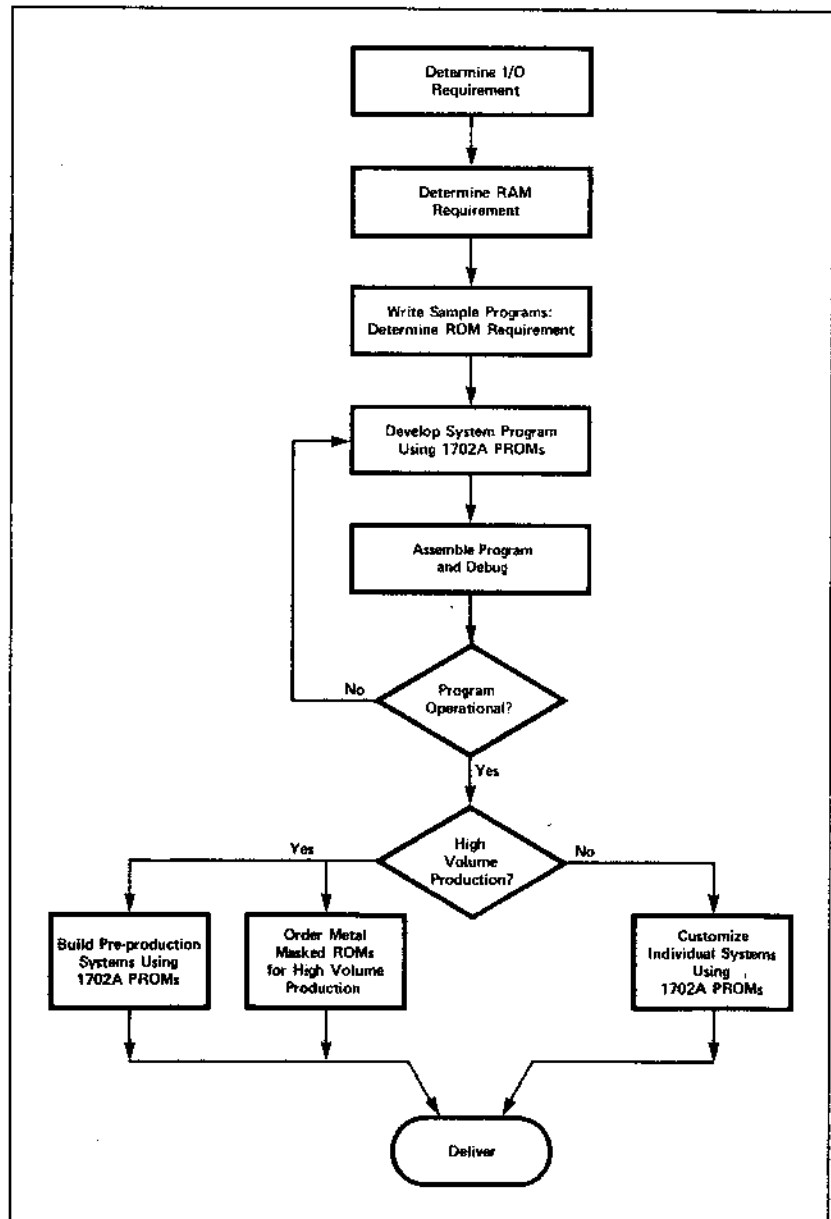 Determine I/O
Requirement
Determine RAM
Requirement
Write Sample Programs:
Determine ROM Requirement
Develop System Program
Using 1702A PROMs
Assemble Program
and Debug
No
Program
Operational?
Yes
Yes
High
Volume
Production?
No
Build Pre-production
Systems Using
1702A PROMs
Order Metal
Masked ROMs
for High Volume
Production
Customize
Individual Systems
Using
1702A PROMs
Deliver